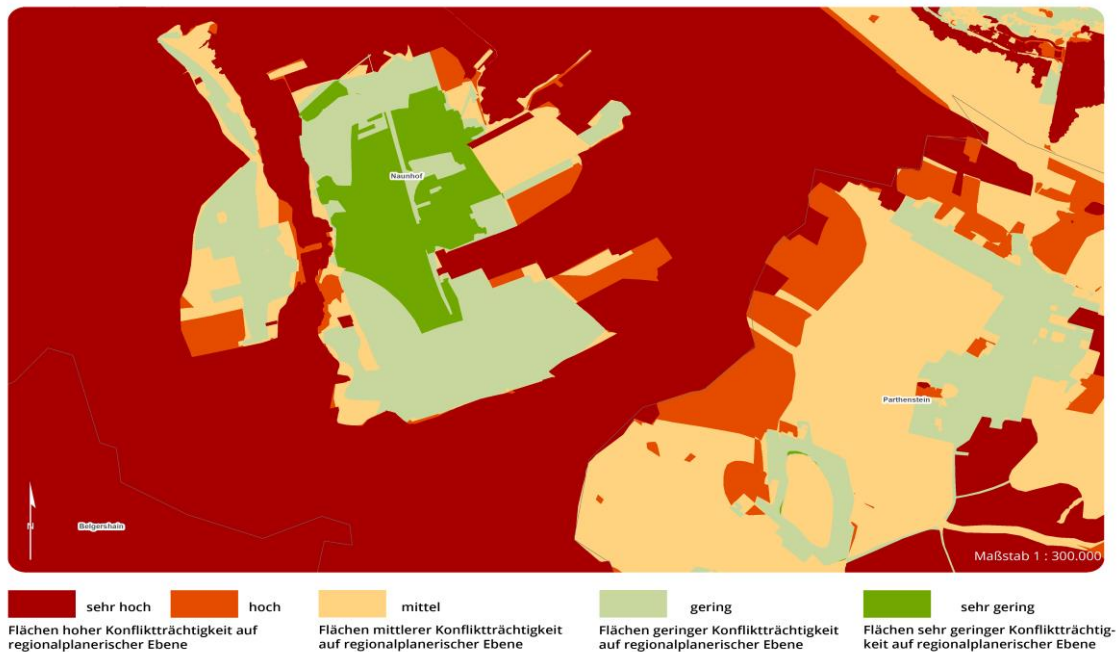 Naunhof
Parthenstein
Belgershain
N
Maßstab 1 : 300.000
sehr hoch
hoch
mittel
gering
sehr gering
Flächen hoher Konfliktträchtigkeit auf
regionalplanerischer Ebene
Flächen mittlerer Konfliktträchtigkeit
auf regionalplanerischer Ebene
Flächen geringer Konfliktträchtigkeit
auf regionalplanerischer Ebene
Flächen sehr geringer Konfliktträchtig-
keit auf regionalplanerischer Ebene